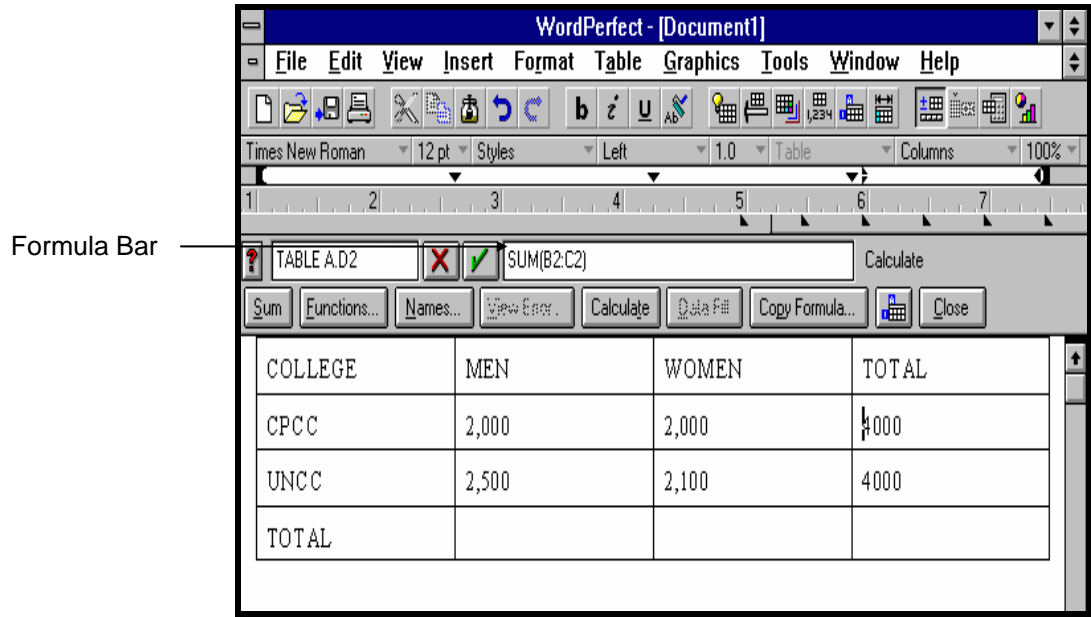 WordPerfect - [Document1]
File Edit View Insert Format Table Graphics Tools Window Help
b i U Ab 1,234
Times New Roman 12 pt Styles Left 1.0 Table Columns 100%
1 2 3 4 5 6 7
Formula Bar
? TABLE A.D2 SUM(B2:C2) Calculate
Sum Functions... Names... View Error... Calculate Data Fill Copy Formula... Close
COLLEGE MEN WOMEN TOTAL
CPCC 2,000 2,000 4000
UNCC 2,500 2,100 4000
TOTAL